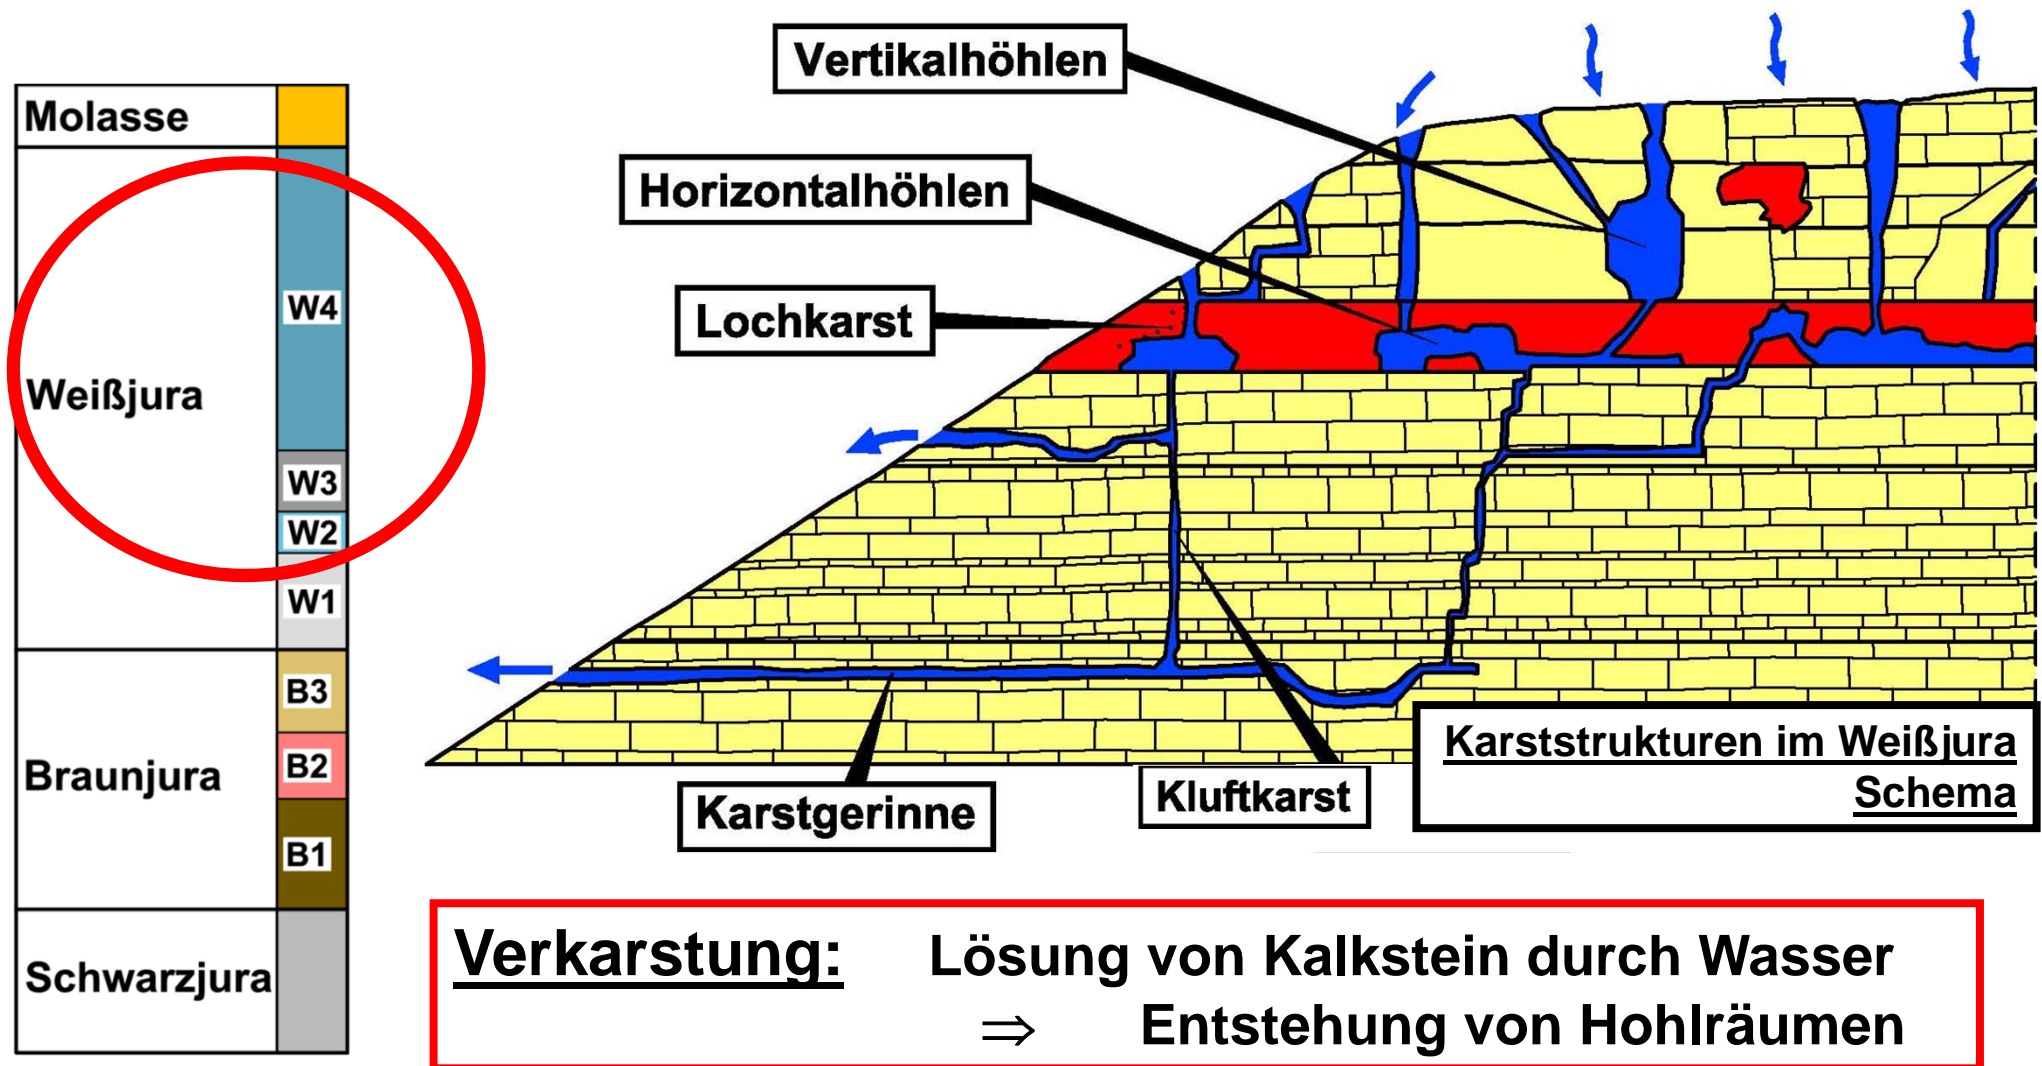 Molasse
Weißjura
W4
W3
W2
W1
Braunjura
B3
B2
B1
Schwarzjura
Vertikalhöhlen
Horizontalhöhlen
Lochkarst
Karstgerinne
Kluftkarst
Karststrukturen im Weißjura
Schema
Verkarstung: Lösung von Kalkstein durch Wasser
⇒ Entstehung von Hohlräumen